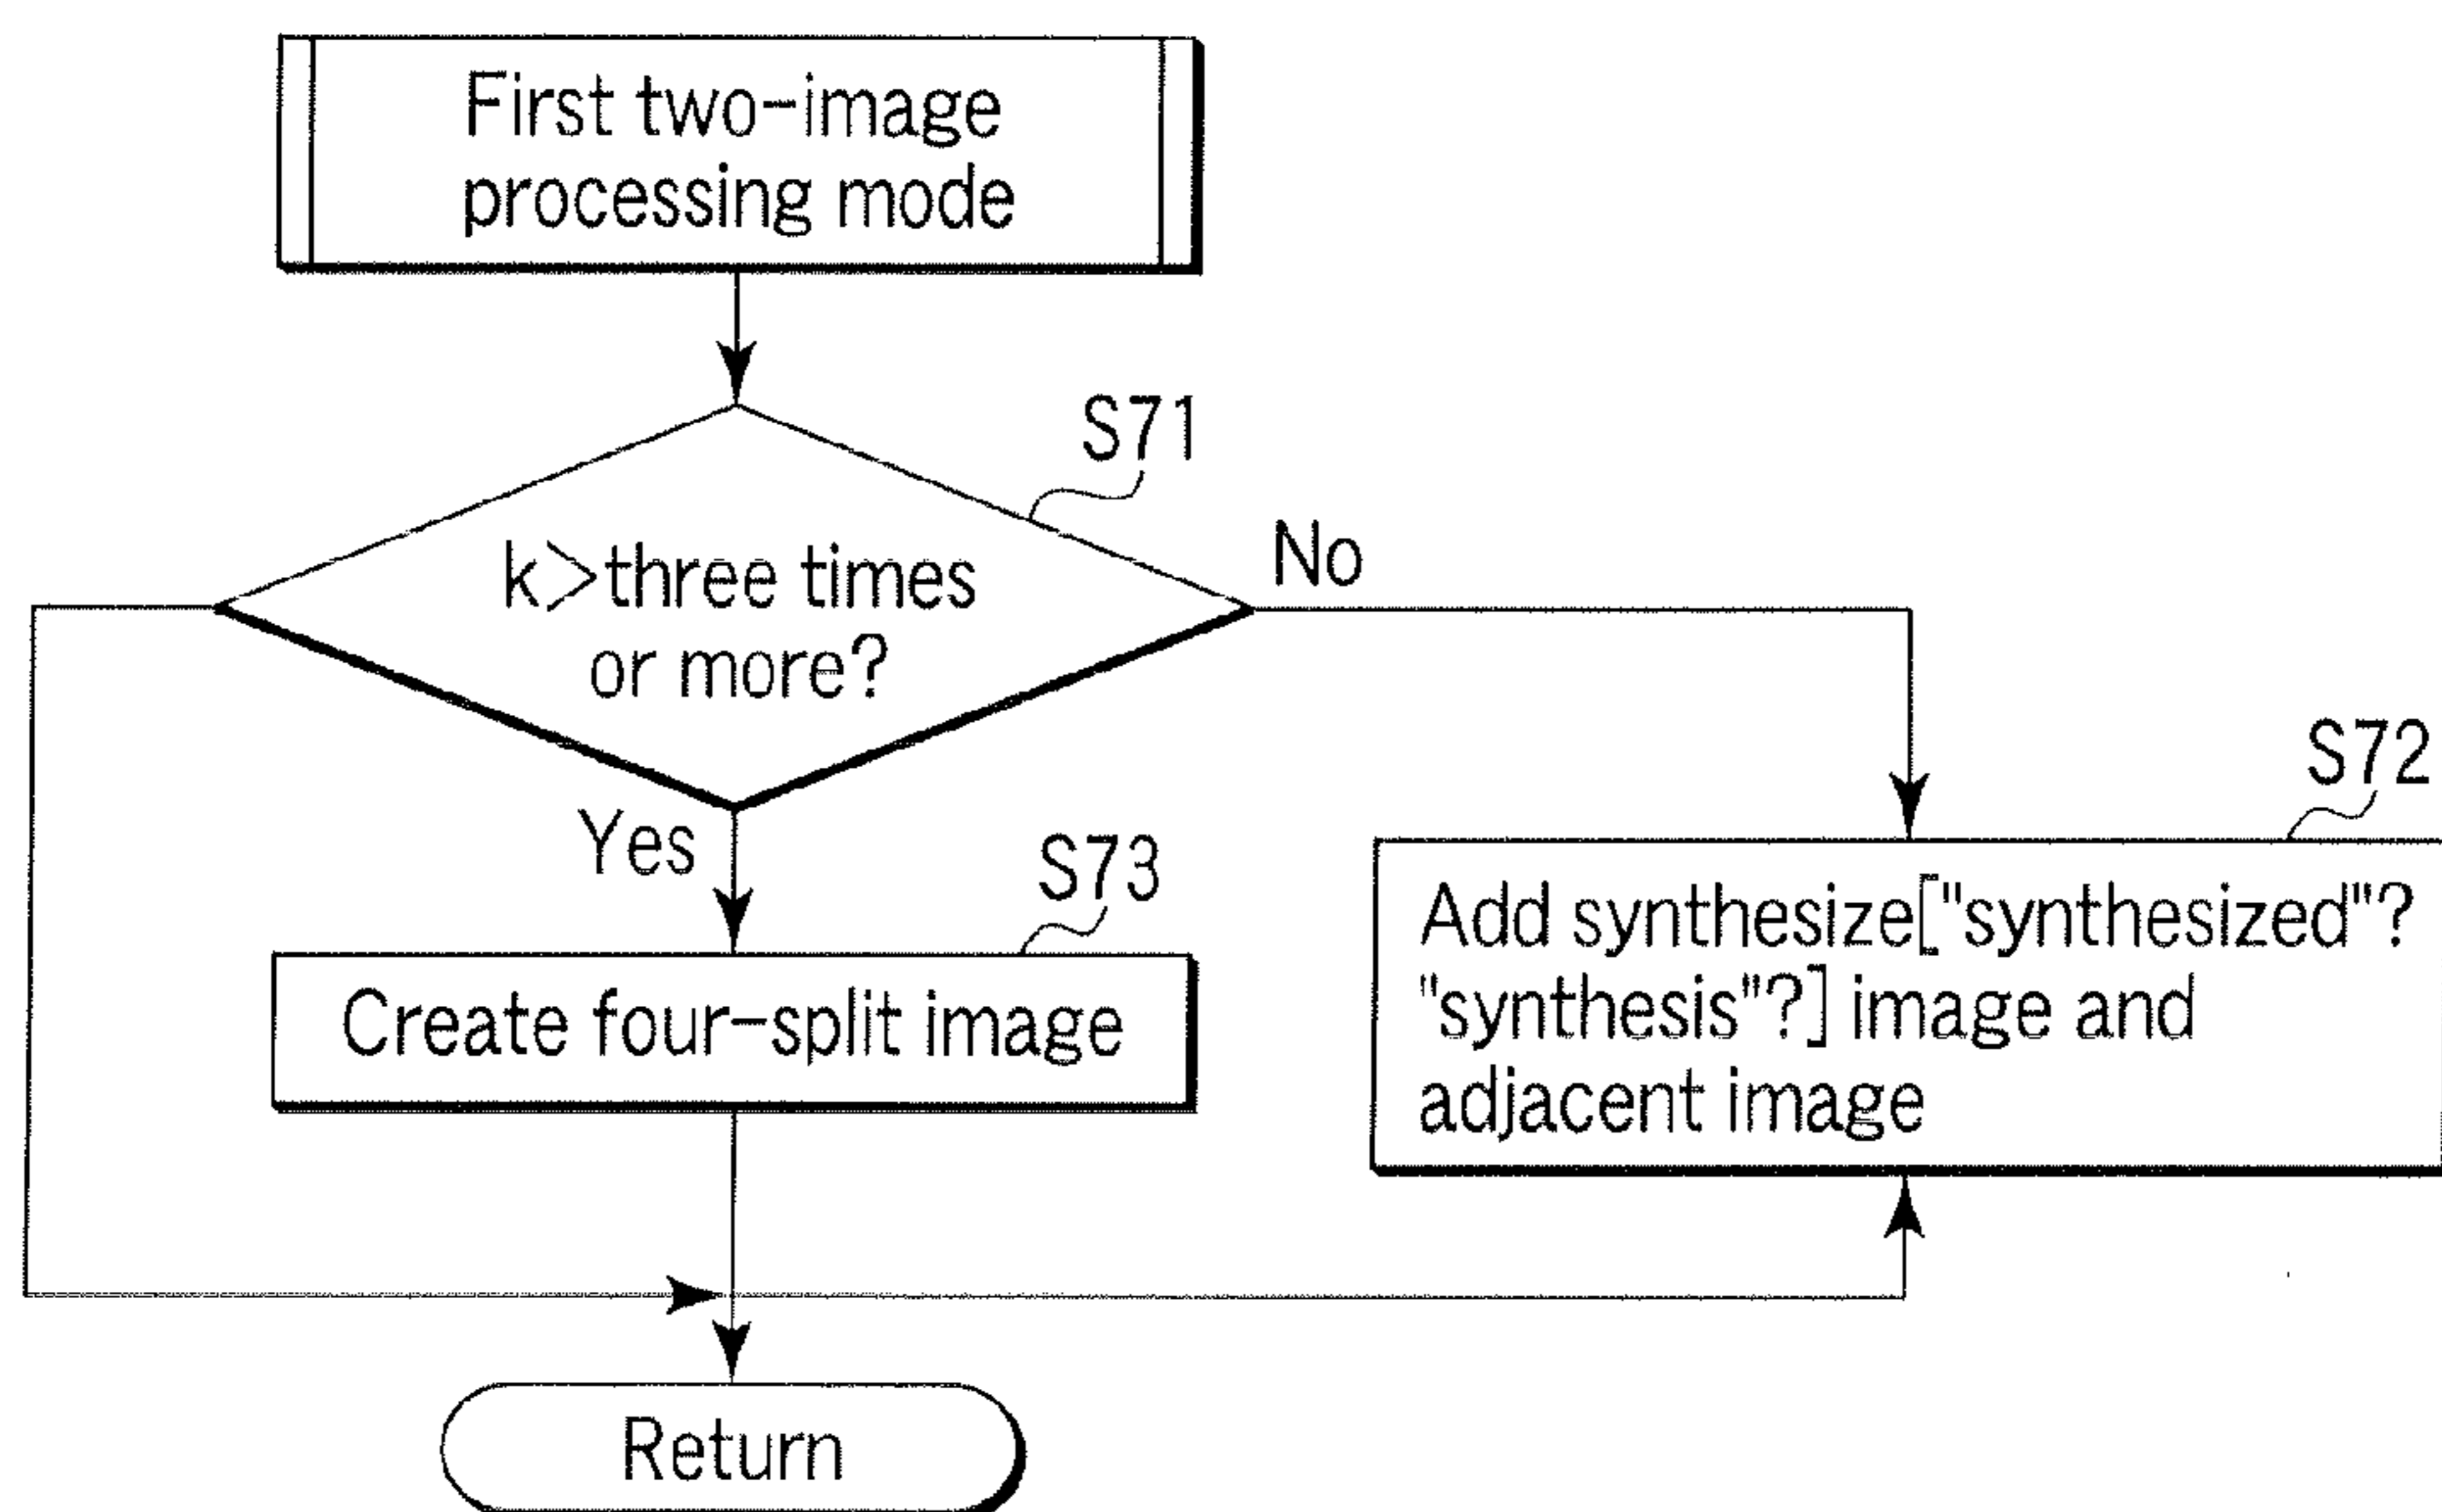 First two-image
processing mode
S71
k>three times
or more?
No
Yes
S72
S73
Add synthesize["synthesized"?
"synthesis"?] image and
adjacent image
Create four-split image
Return